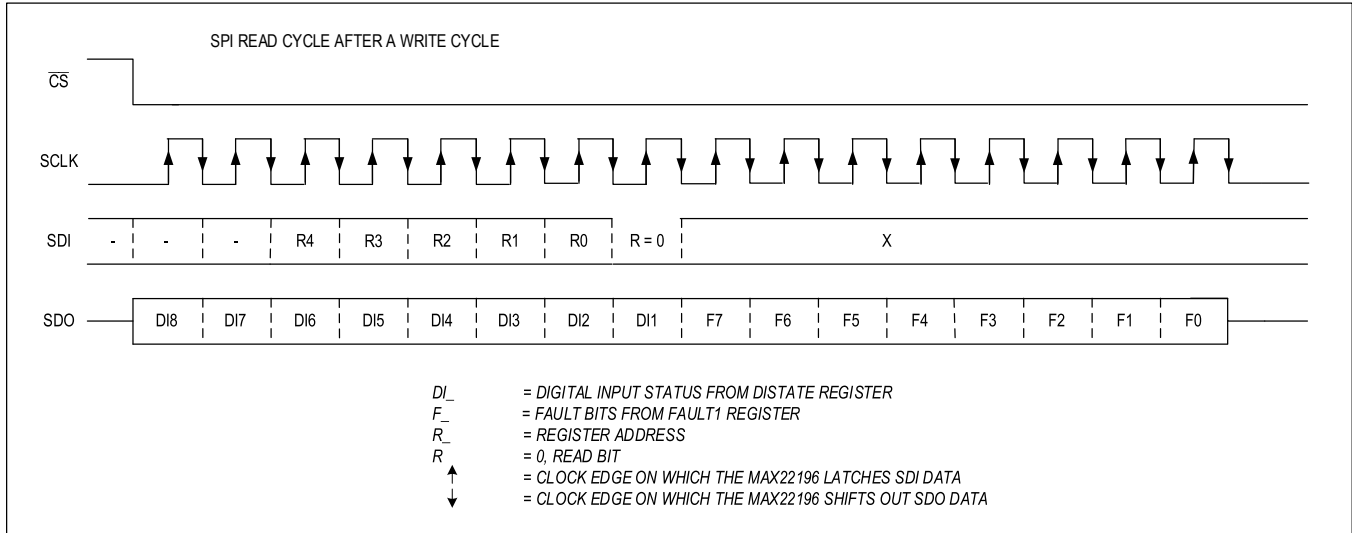 SPI READ CYCLE AFTER A WRITE CYCLE
CS
SCLK
SDI - - - R4 R3 R2 R1 R0 R = 0 X
SDO DI8 DI7 DI6 DI5 DI4 DI3 DI2 DI1 F7 F6 F5 F4 F3 F2 F1 F0
DI_ = DIGITAL INPUT STATUS FROM DISTATE REGISTER
F_ = FAULT BITS FROM FAULT1 REGISTER
R_ = REGISTER ADDRESS
R = 0, READ BIT
= CLOCK EDGE ON WHICH THE MAX22196 LATCHES SDI DATA
= CLOCK EDGE ON WHICH THE MAX22196 SHIFTS OUT SDO DATA